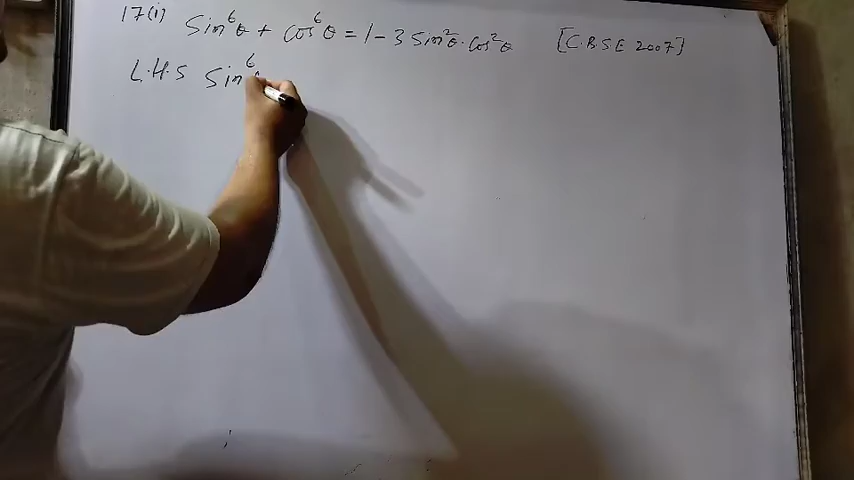 17(i) Sin⁶θ + Cos⁶θ = 1 - 3 Sin²θ · Cos²θ [C.B.S.E 2007]
L.H.S Sin⁶